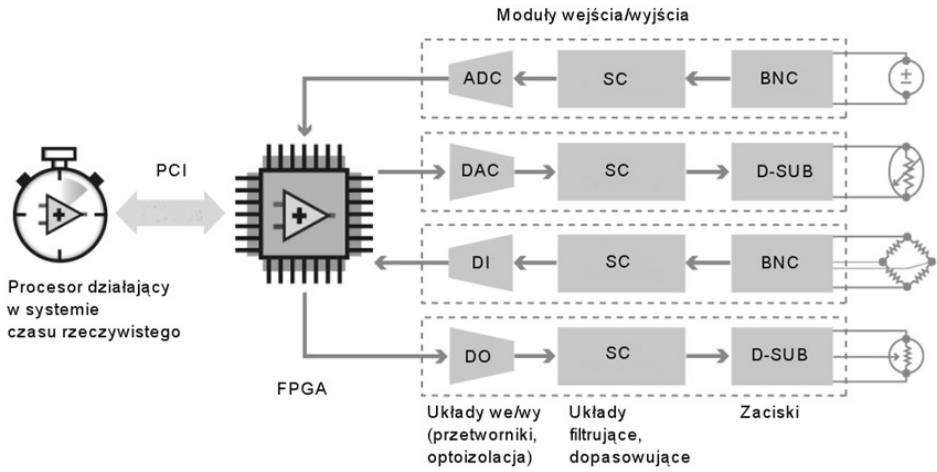 Moduły wejścia/wyjścia
ADC
SC
BNC
PCI
DAC
SC
D-SUB
DI
SC
BNC
Procesor działający
w systemie
czasu rzeczywistego
DO
SC
D-SUB
FPGA
Układy we/wy
(przetworniki,
optoizolacja)
Układy
filtrujące,
dopasowujące
Zaciski